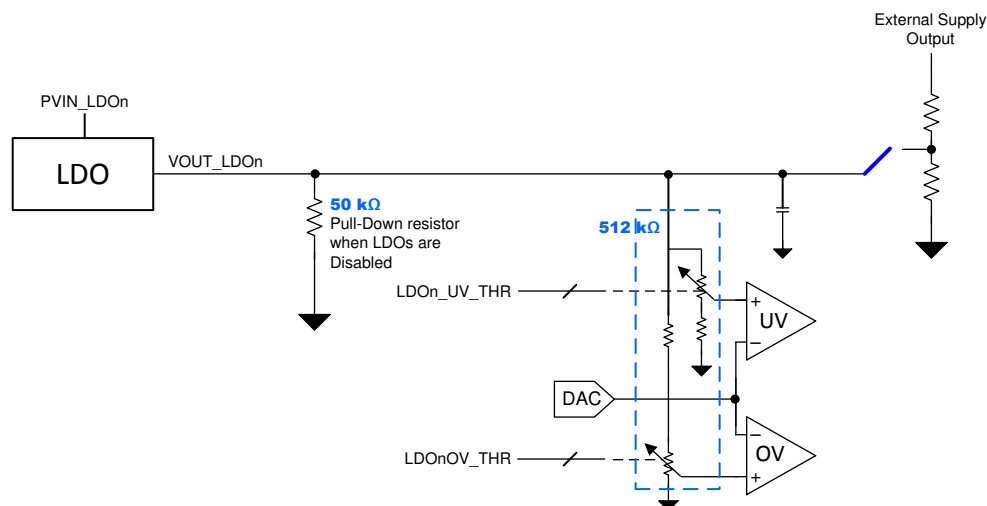 External Supply
Output
PVIN_LDOn
LDO
VOUT_LDOn
50 kΩ
Pull-Down resistor
when LDOs are
Disabled
512 kΩ
LDOn_UV_THR
+
UV
−
DAC
−
OV
LDOnOV_THR
+